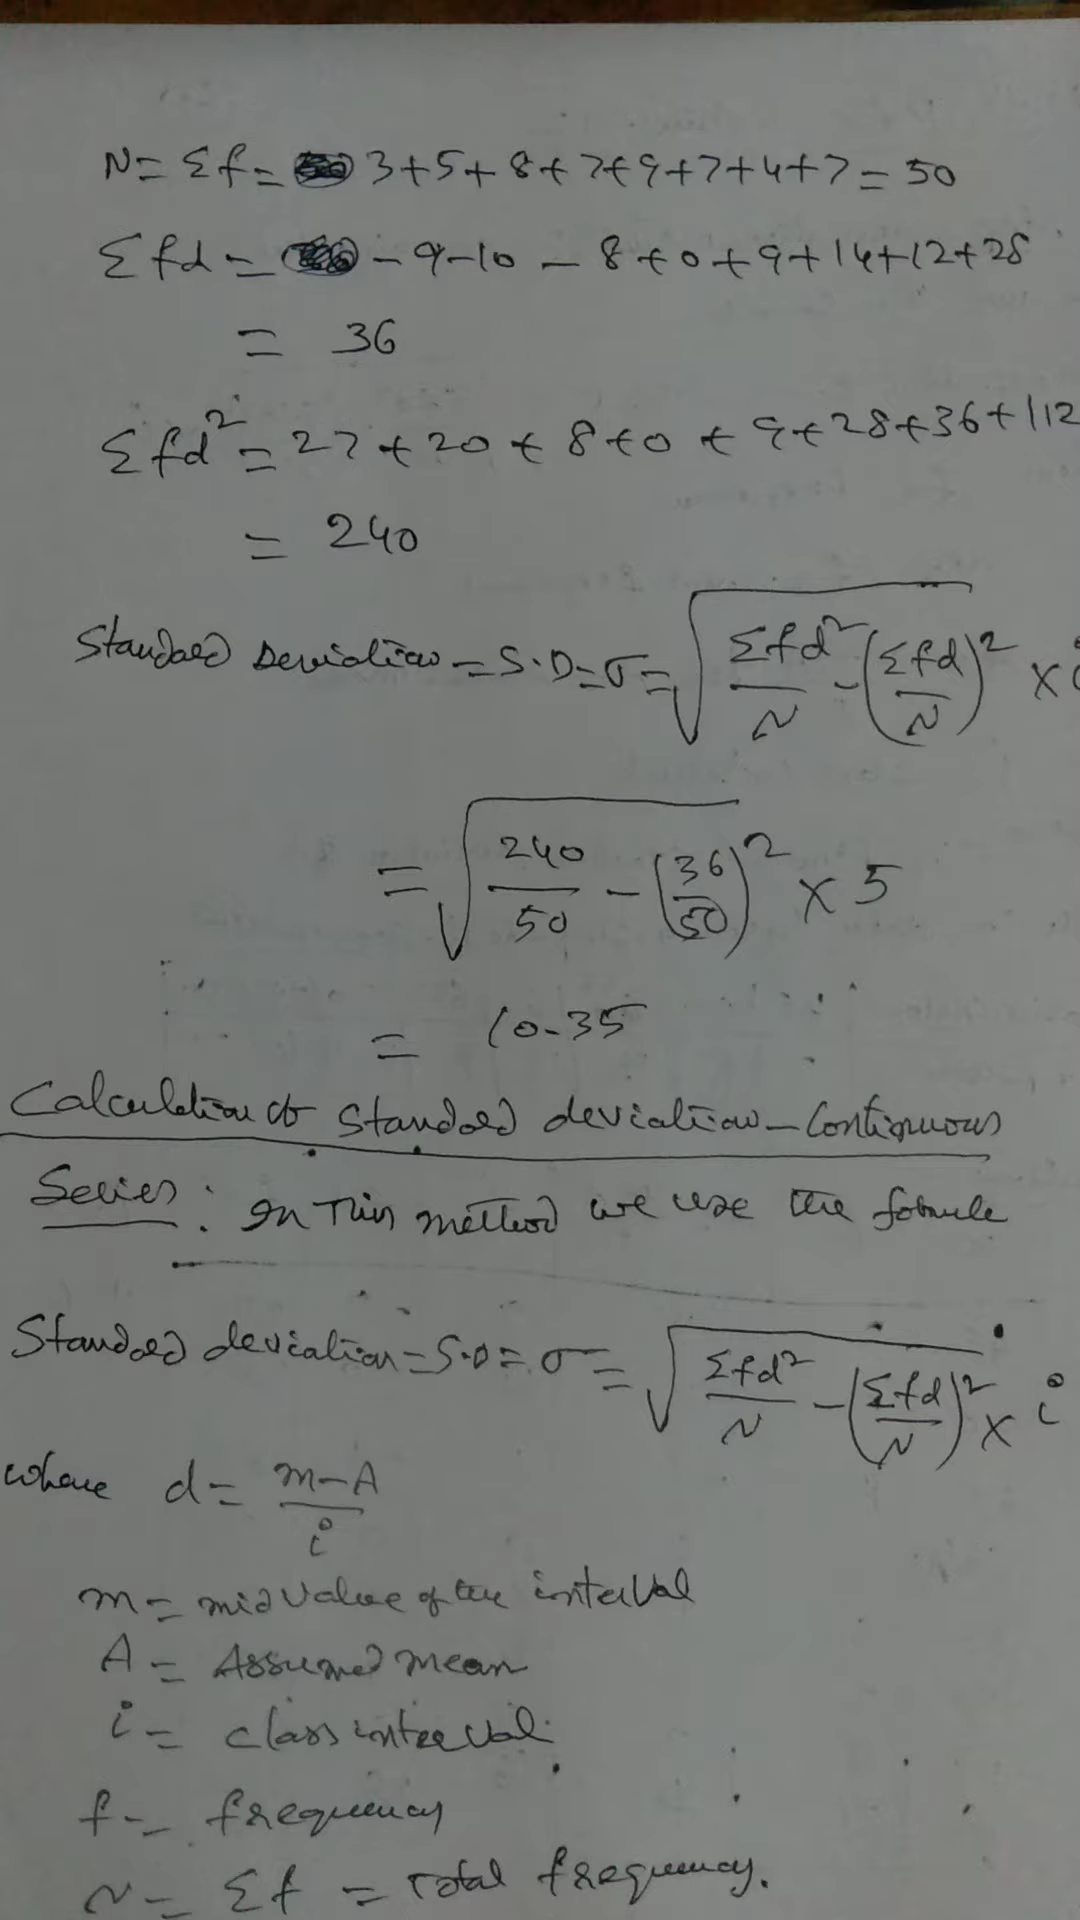 N = Σf = 3+5+8+7+9+7+4+7 = 50
Σfd = -9-10-8+0+9+14+12+28
= 36
Σfd² = 27+20+8+0+9+28+36+112
= 240
Standard Deviation = S.D = σ = √(Σfd²/N - (Σfd/N)²) × i
= √(240/50 - (36/50)²) × 5
= 10.35
Calculation of Standard deviation - Continuous
Series: In This method we use the formula
Standard deviation = S.D = σ = √(Σfd²/N - (Σfd/N)²) × i
where d = (m-A)/i
m = mid value of the interval
A = Assumed mean
i = class interval.
f = frequency
N = Σf = Total frequency.